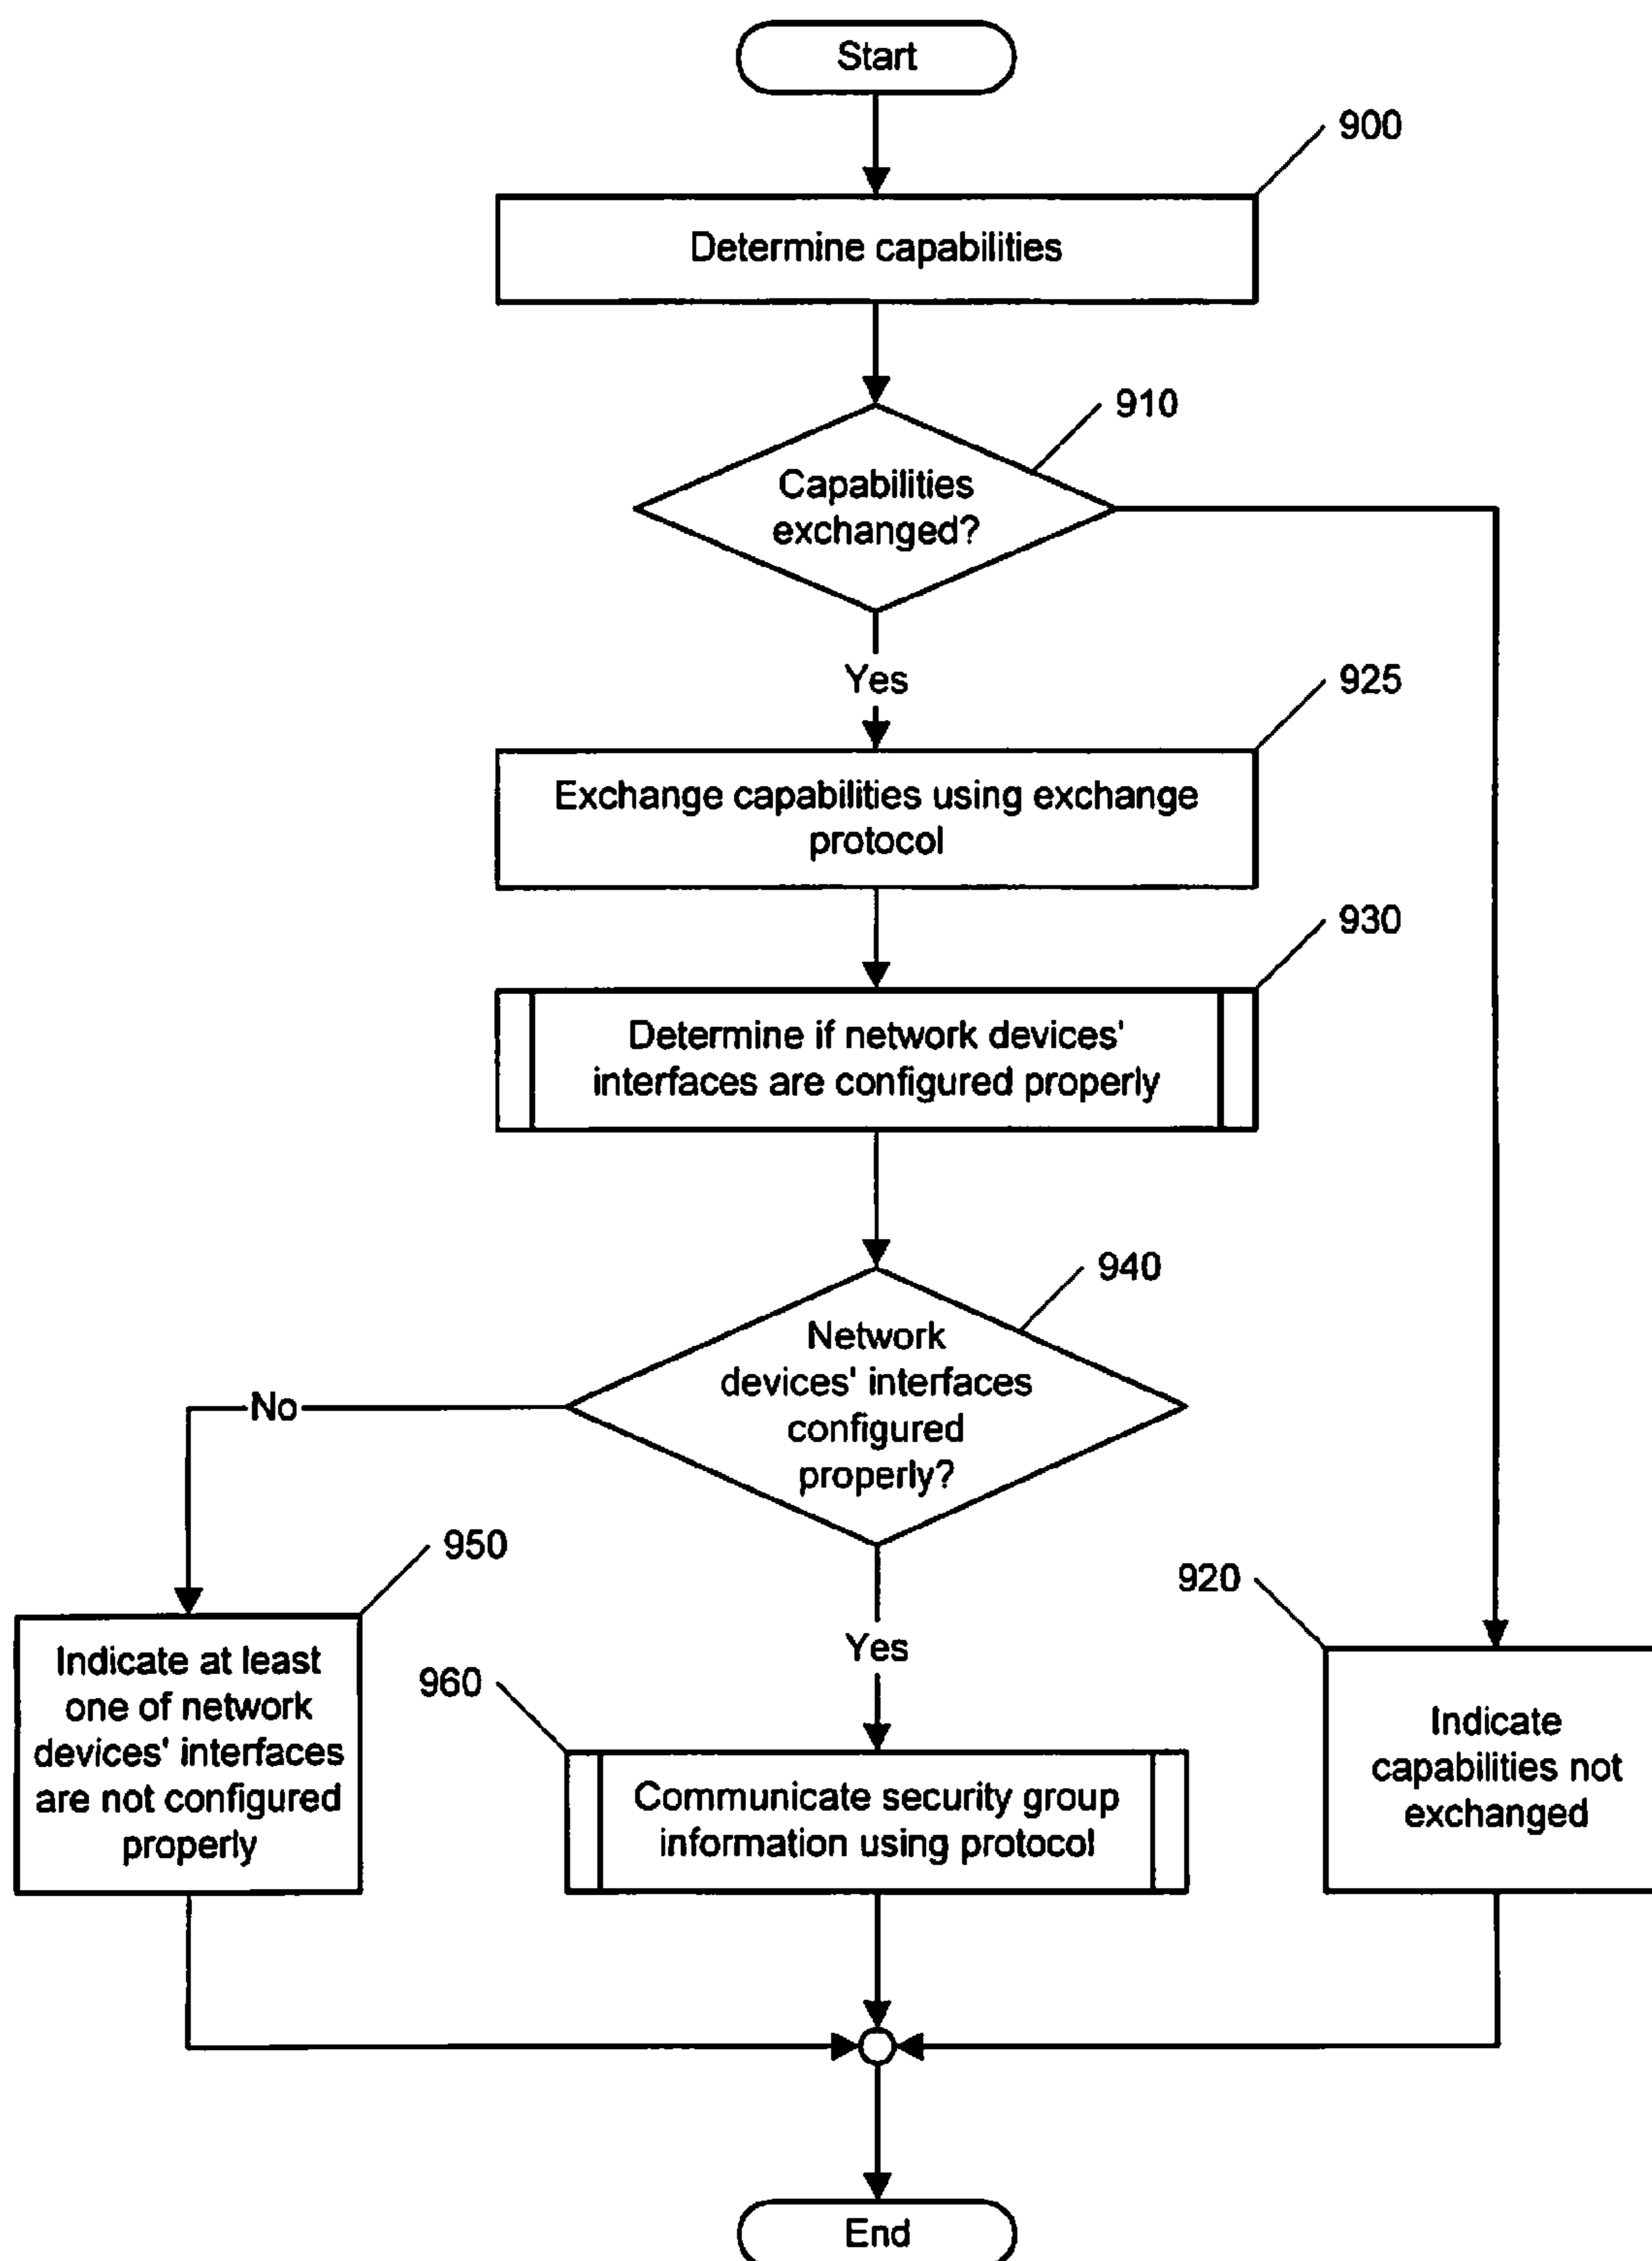 Start
900
Determine capabilities
910
Capabilities
exchanged?
Yes
925
Exchange capabilities using exchange
protocol
930
Determine if network devices'
interfaces are configured properly
940
Network
devices' interfaces
configured
properly?
No
950
Indicate at least
one of network
devices' interfaces
are not configured
properly
Yes
960
Communicate security group
information using protocol
920
Indicate
capabilities not
exchanged
End